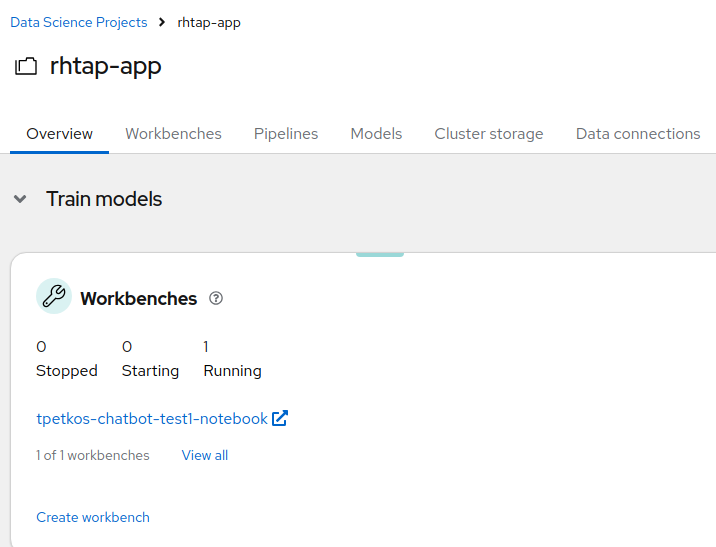 Data Science Projects > rhtap-app
rhtap-app
Overview Workbenches Pipelines Models Cluster storage Data connections
Train models
Workbenches
0 0 1
Stopped Starting Running
tpetkos-chatbot-test1-notebook
1 of 1 workbenches View all
Create workbench